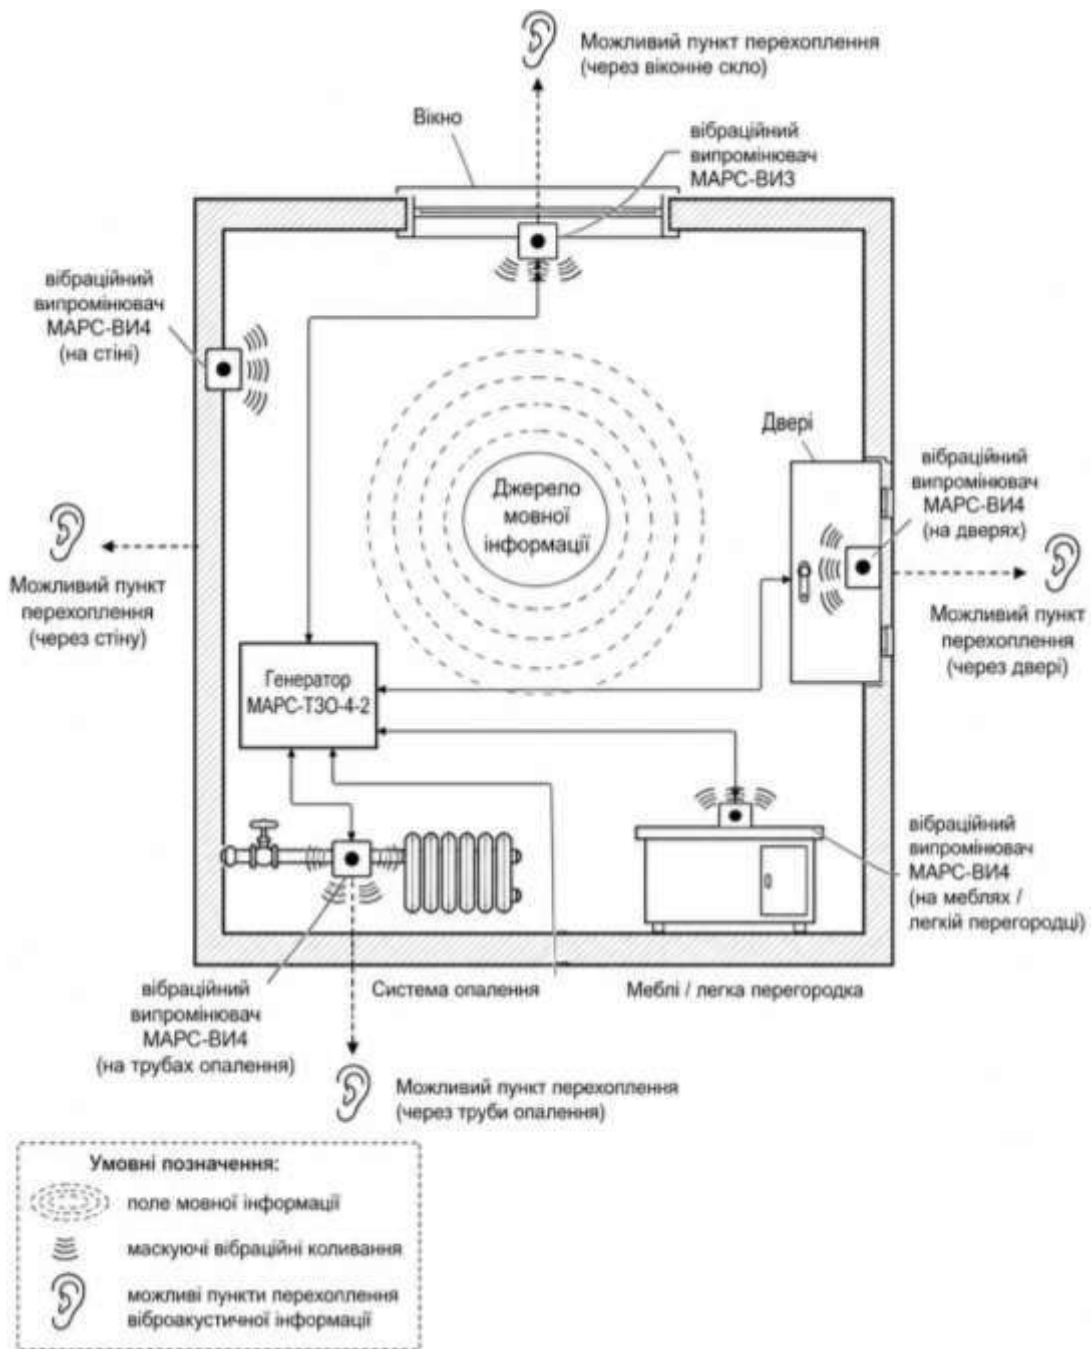 Можливий пункт перехоплення
(через віконне скло)
Вікно
вібраційний
випромінювач
МАРС-ВИЗ
вібраційний
випромінювач
МАРС-ВИ4
(на стіні)
Двері
вібраційний
випромінювач
МАРС-ВИ4
(на дверях)
Джерело
мовної
інформації
Можливий пункт
перехоплення
(через стіну)
Можливий пункт
перехоплення
(через двері)
Генератор
МАРС-ТЗО-4-2
вібраційний
випромінювач
МАРС-ВИ4
(на меблях /
легкій перегородці)
вібраційний
випромінювач
МАРС-ВИ4
(на трубах опалення)
Система опалення
Меблі / легка перегородка
Можливий пункт перехоплення
(через труби опалення)
Умовні позначення:
поле мовної інформації
маскуючі вібраційні коливання
можливі пункти перехоплення
віброакустичної інформації